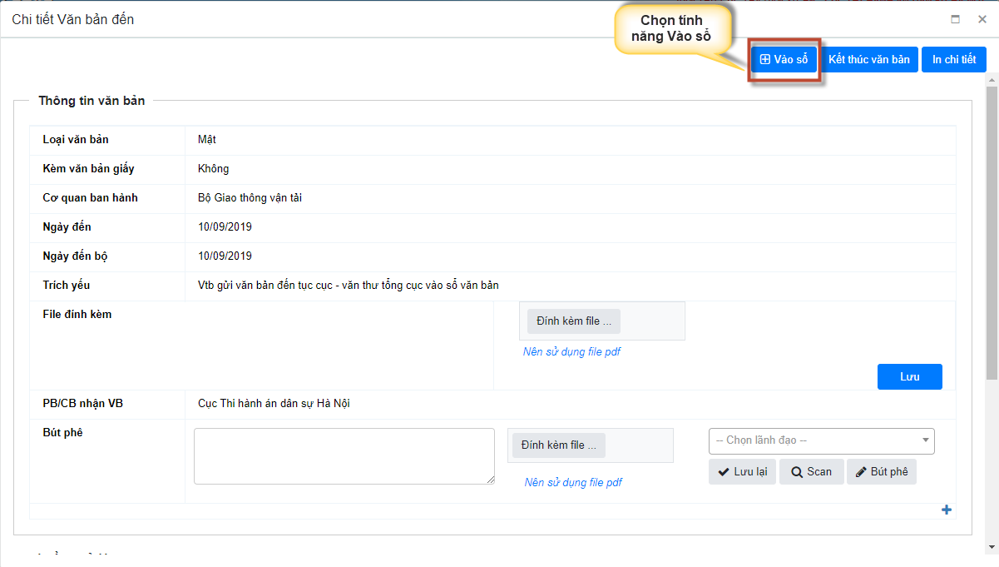 Chi tiết Văn bản đến
Chọn tính
năng Vào sổ
Vào sổ
Kết thúc văn bản
In chi tiết
Thông tin văn bản
Loại văn bản
Mật
Kèm văn bản giấy
Không
Cơ quan ban hành
Bộ Giao thông vận tải
Ngày đến
10/09/2019
Ngày đến bộ
10/09/2019
Trích yếu
Vtb gửi văn bản đến tục cục - văn thư tổng cục vào sổ văn bản
File đính kèm
Đính kèm file ...
Nên sử dụng file pdf
Lưu
PB/CB nhận VB
Cục Thi hành án dân sự Hà Nội
Bút phê
Đính kèm file ...
Nên sử dụng file pdf
-- Chọn lãnh đạo --
Lưu lại
Scan
Bút phê